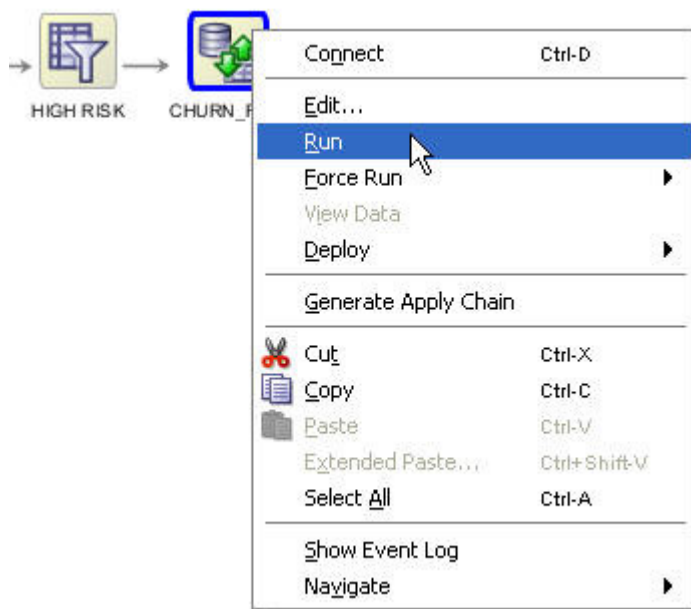 HIGH RISK
CHURN_
Connect Ctrl-D
Edit...
Run
Force Run
View Data
Deploy
Generate Apply Chain
Cut Ctrl-X
Copy Ctrl-C
Paste Ctrl-V
Extended Paste... Ctrl+Shift-V
Select All Ctrl-A
Show Event Log
Navigate